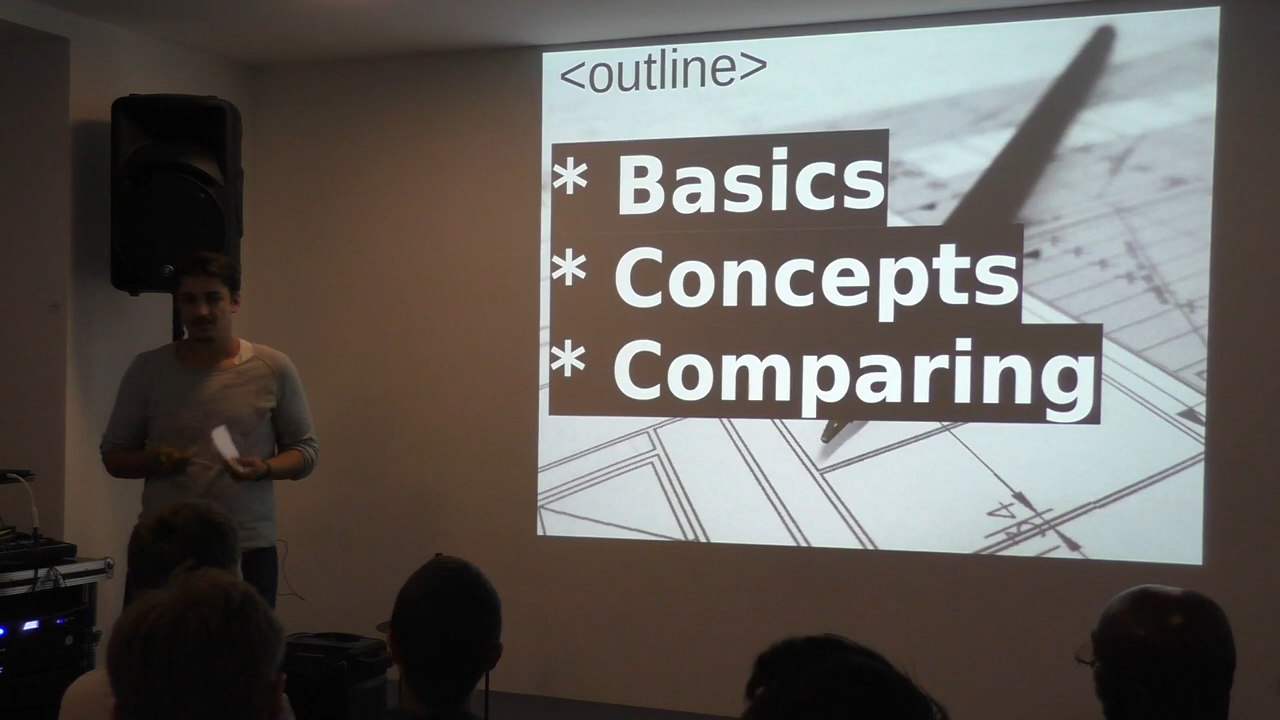 <outline>
* Basics
* Concepts
* Comparing